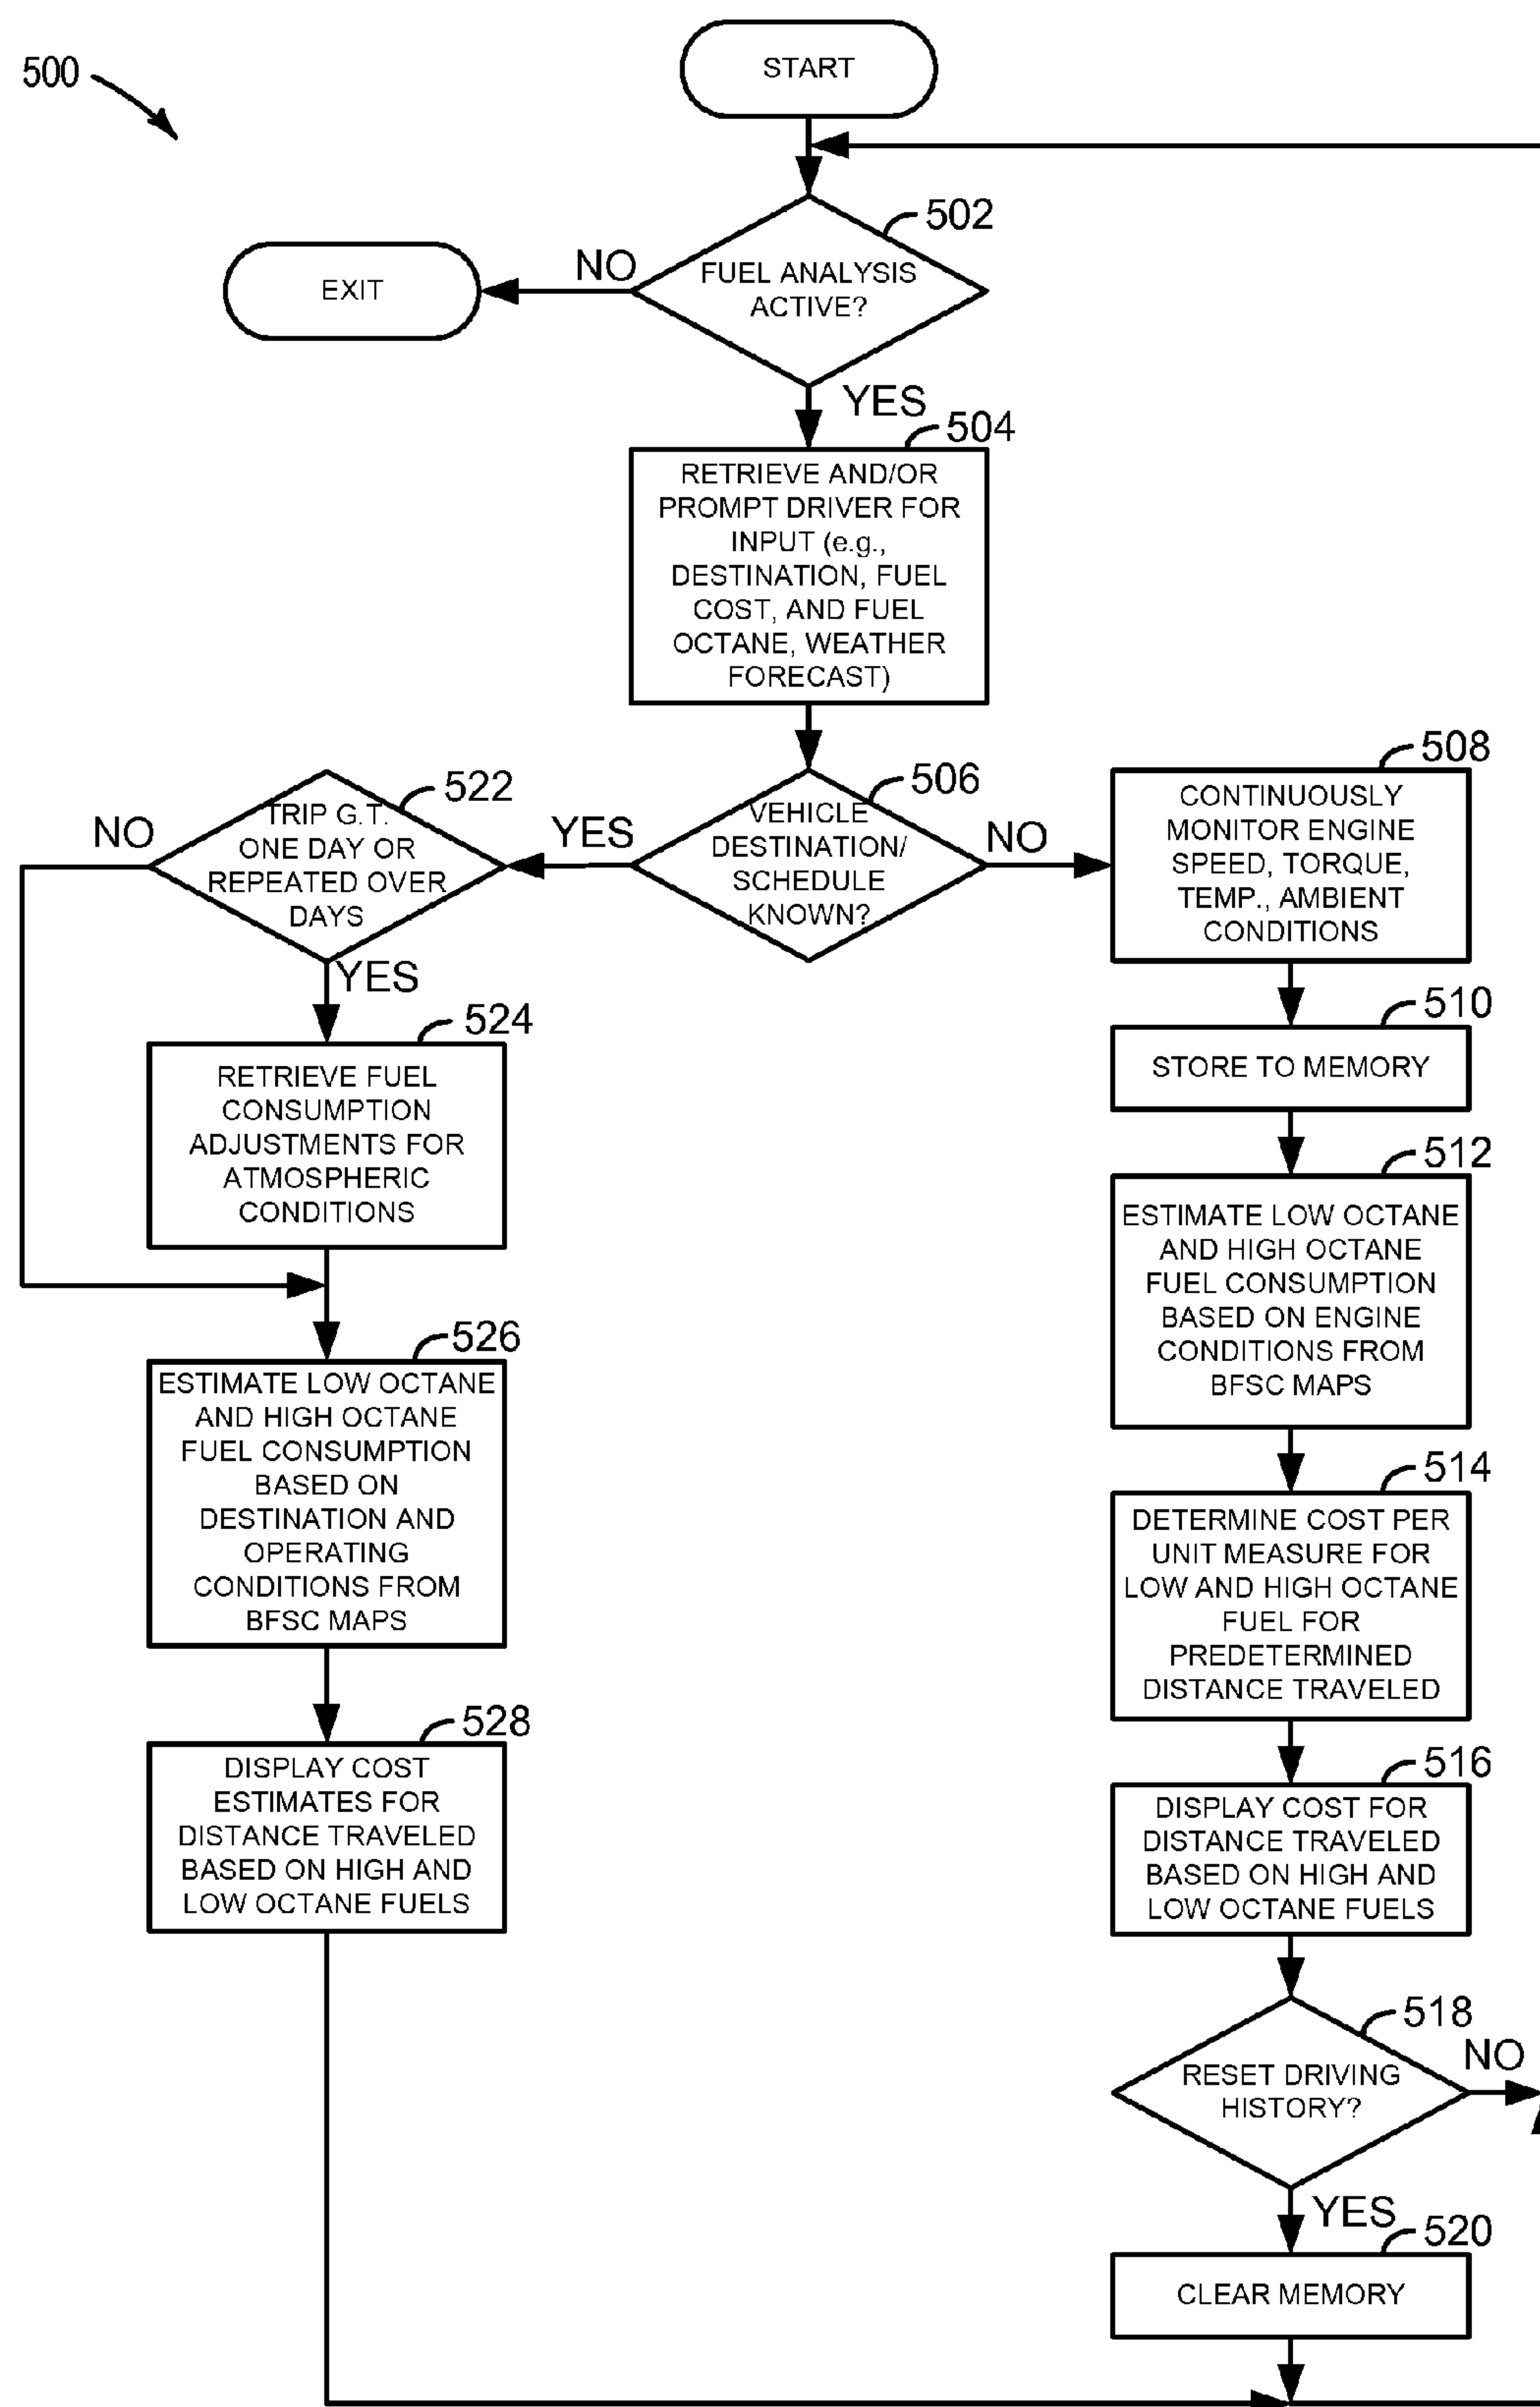 500
START
502
FUEL ANALYSIS
ACTIVE?
NO
EXIT
YES
504
RETRIEVE AND/OR
PROMPT DRIVER FOR
INPUT (e.g.,
DESTINATION, FUEL
COST, AND FUEL
OCTANE, WEATHER
FORECAST)
506
VEHICLE
DESTINATION/
SCHEDULE
KNOWN?
YES
NO
522
TRIP G.T.
ONE DAY OR
REPEATED OVER
DAYS
NO
YES
524
RETRIEVE FUEL
CONSUMPTION
ADJUSTMENTS FOR
ATMOSPHERIC
CONDITIONS
526
ESTIMATE LOW OCTANE
AND HIGH OCTANE
FUEL CONSUMPTION
BASED ON
DESTINATION AND
OPERATING
CONDITIONS FROM
BFSC MAPS
528
DISPLAY COST
ESTIMATES FOR
DISTANCE TRAVELED
BASED ON HIGH AND
LOW OCTANE FUELS
508
CONTINUOUSLY
MONITOR ENGINE
SPEED, TORQUE,
TEMP., AMBIENT
CONDITIONS
510
STORE TO MEMORY
512
ESTIMATE LOW OCTANE
AND HIGH OCTANE
FUEL CONSUMPTION
BASED ON ENGINE
CONDITIONS FROM
BFSC MAPS
514
DETERMINE COST PER
UNIT MEASURE FOR
LOW AND HIGH OCTANE
FUEL FOR
PREDETERMINED
DISTANCE TRAVELED
516
DISPLAY COST FOR
DISTANCE TRAVELED
BASED ON HIGH AND
LOW OCTANE FUELS
518
RESET DRIVING
HISTORY?
NO
YES
520
CLEAR MEMORY